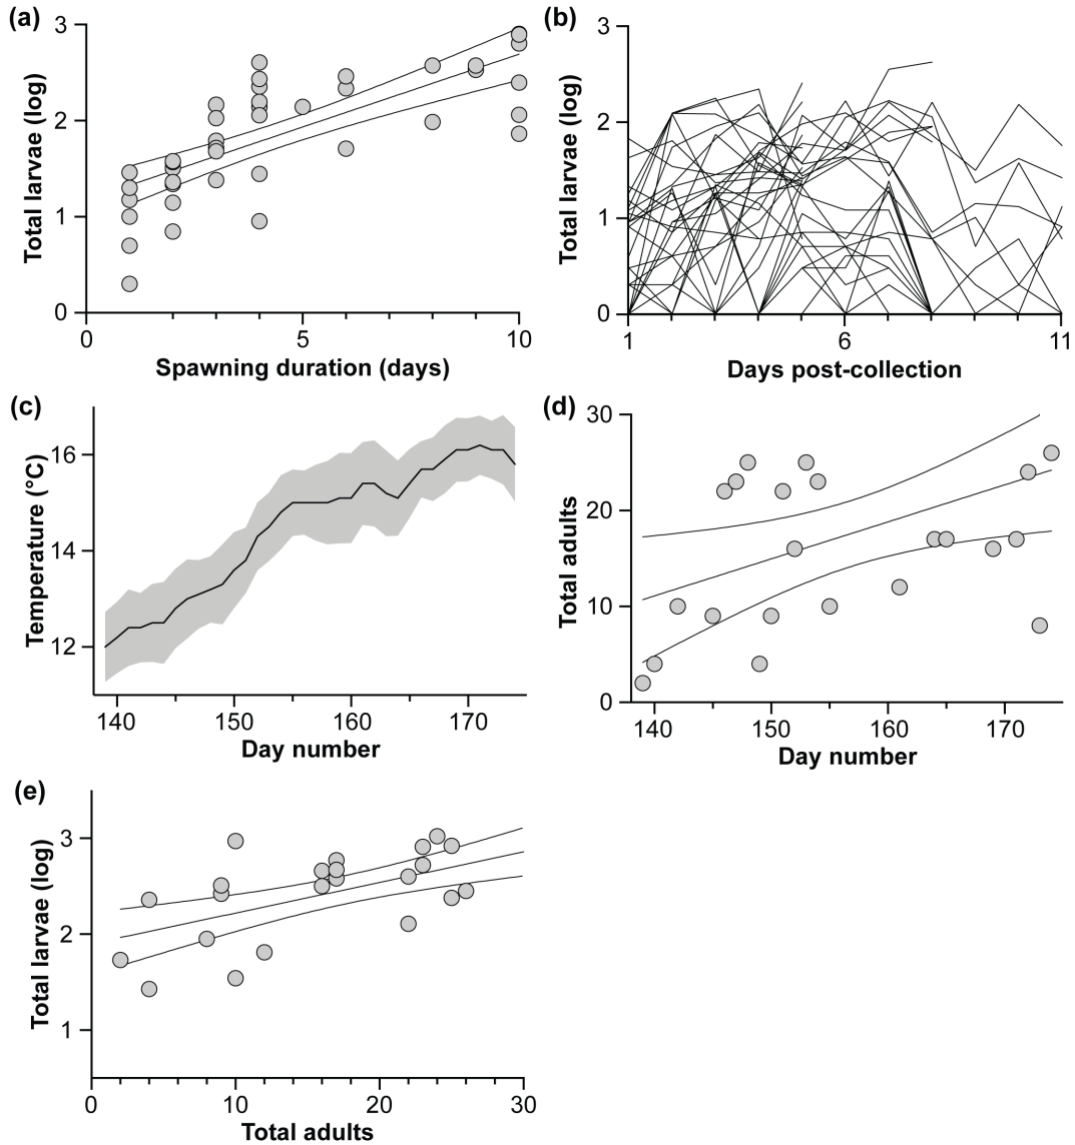 (a)
3
2
1
0
Total larvae (log)
0 5 10
Spawning duration (days)
(b)
3
2
1
0
Total larvae (log)
1 6 11
Days post-collection
(c)
16
14
12
Temperature (°C)
140 150 160 170
Day number
(d)
30
20
10
0
Total adults
140 150 160 170
Day number
(e)
3
2
1
Total larvae (log)
0 10 20 30
Total adults